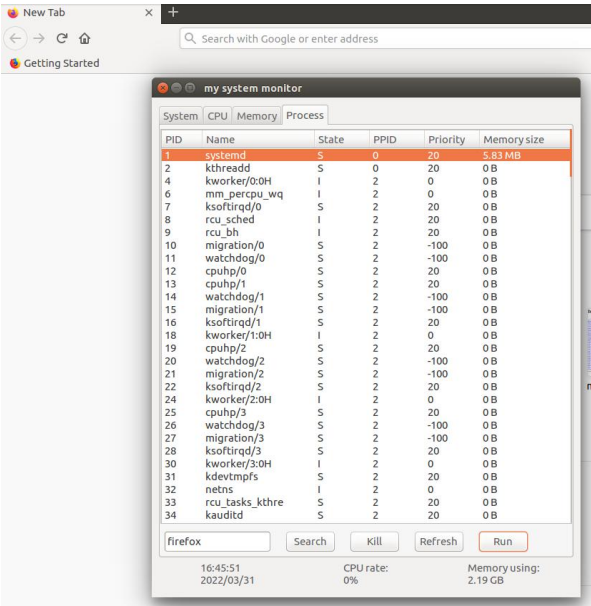 New Tab
Search with Google or enter address
Getting Started
my system monitor
System CPU Memory Process
PID Name State PPID Priority Memory size
1 systemd S 0 20 5.83 MB
2 kthreadd S 0 20 0 B
4 kworker/0:0H I 2 0 0 B
6 mm_percpu_wq I 2 0 0 B
7 ksoftirqd/0 S 2 20 0 B
8 rcu_sched I 2 20 0 B
9 rcu_bh I 2 20 0 B
10 migration/0 S 2 -100 0 B
11 watchdog/0 S 2 -100 0 B
12 cpuhp/0 S 2 20 0 B
13 cpuhp/1 S 2 20 0 B
14 watchdog/1 S 2 -100 0 B
15 migration/1 S 2 -100 0 B
16 ksoftirqd/1 S 2 20 0 B
18 kworker/1:0H I 2 0 0 B
19 cpuhp/2 S 2 20 0 B
20 watchdog/2 S 2 -100 0 B
21 migration/2 S 2 -100 0 B
22 ksoftirqd/2 S 2 20 0 B
24 kworker/2:0H I 2 0 0 B
25 cpuhp/3 S 2 20 0 B
26 watchdog/3 S 2 -100 0 B
27 migration/3 S 2 -100 0 B
28 ksoftirqd/3 S 2 20 0 B
30 kworker/3:0H I 2 0 0 B
31 kdevtmpfs S 2 20 0 B
32 netns I 2 0 0 B
33 rcu_tasks_kthre S 2 20 0 B
34 kauditd S 2 20 0 B
firefox Search Kill Refresh Run
16:45:51 CPU rate: Memory using:
2022/03/31 0% 2.19 GB